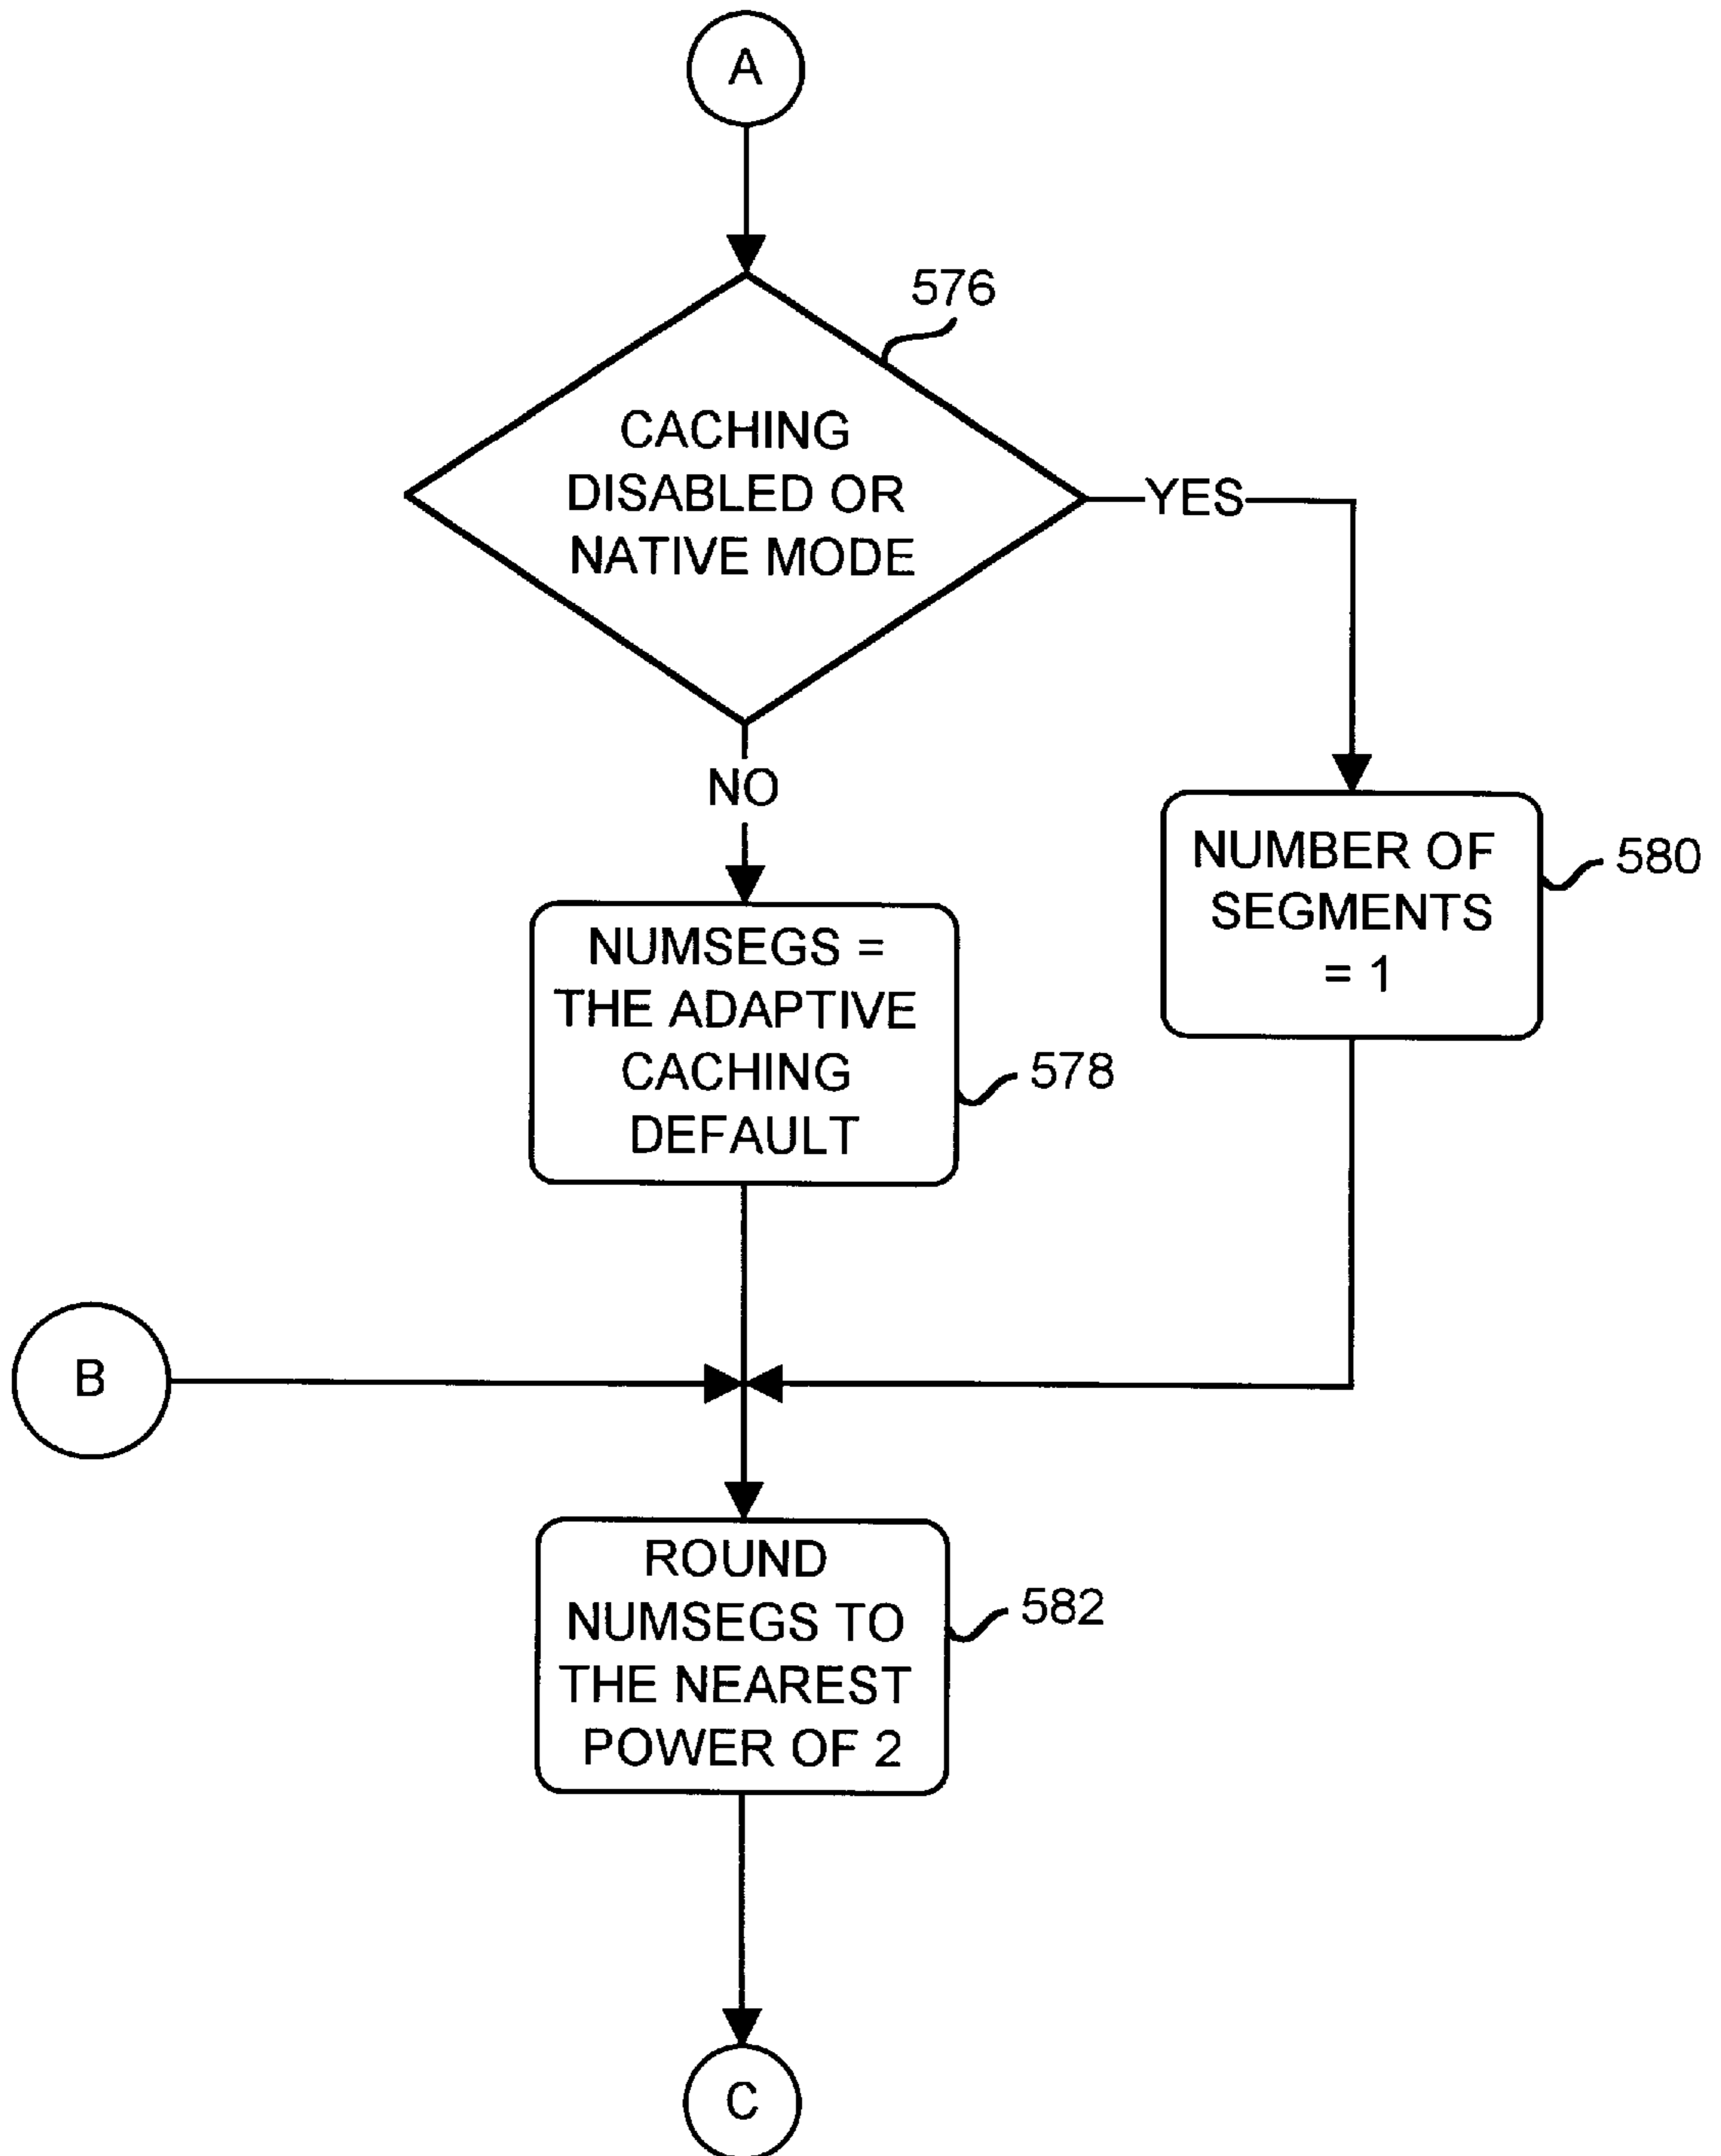 A
576
CACHING
DISABLED OR
NATIVE MODE
YES
NO
NUMBER OF
SEGMENTS
= 1
580
NUMSEGS =
THE ADAPTIVE
CACHING
DEFAULT
578
B
ROUND
NUMSEGS TO
THE NEAREST
POWER OF 2
582
C